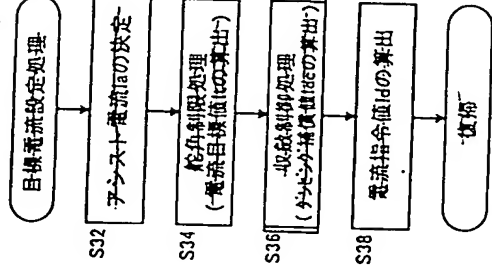 目標電流設定処理
S32
アシスト電流Iaの決定
S34
舵角制限処理
(電流目標値Itの算出)
S36
収斂制御処理
(ダンピング補償値Idcの算出)
S38
電流指令値Idの算出
復帰